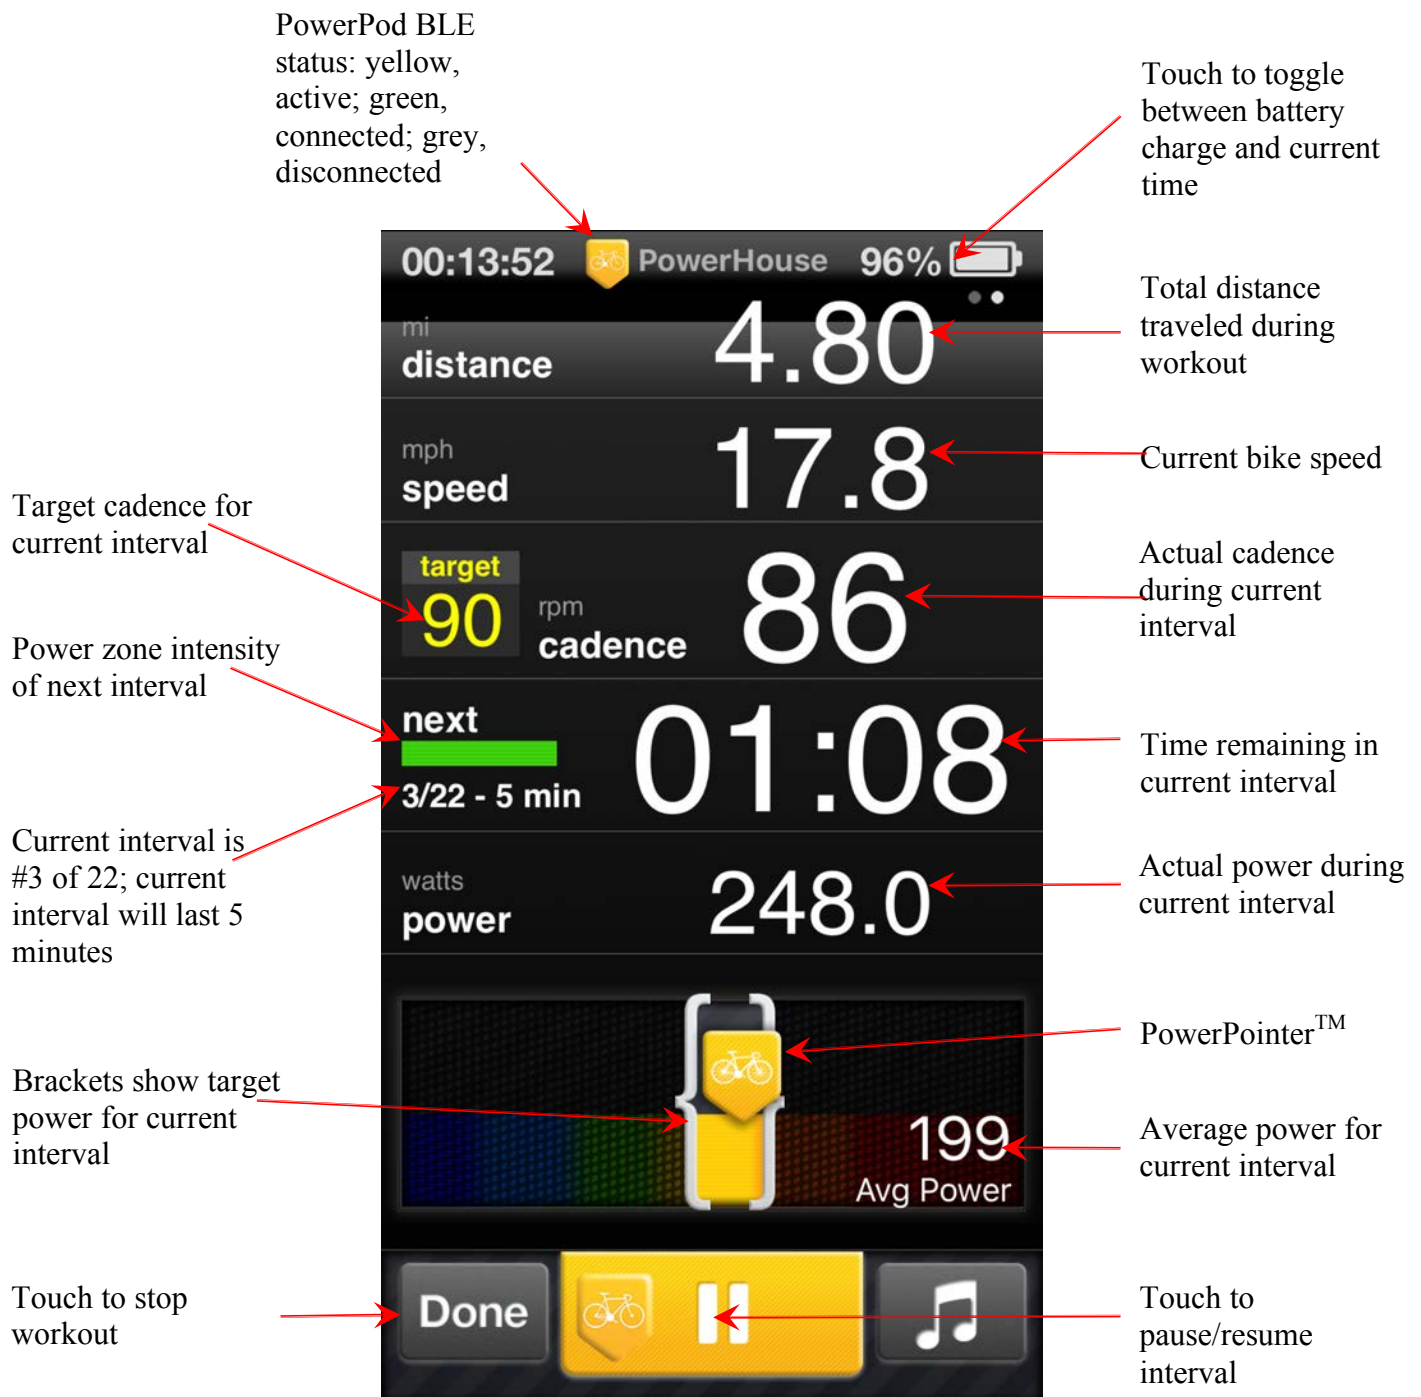 PowerPod BLE
status: yellow,
active; green,
connected; grey,
disconnected
Touch to toggle
between battery
charge and current
time
00:13:52 PowerHouse 96%
mi
distance 4.80
Total distance
traveled during
workout
mph
speed 17.8
Current bike speed
Target cadence for
current interval
target
90
rpm
cadence 86
Actual cadence
during current
interval
Power zone intensity
of next interval
next
3/22 - 5 min
01:08
Time remaining in
current interval
Current interval is
#3 of 22; current
interval will last 5
minutes
watts
power 248.0
Actual power during
current interval
PowerPointer™
Brackets show target
power for current
interval
199
Avg Power
Average power for
current interval
Touch to stop
workout
Done
Touch to
pause/resume
interval